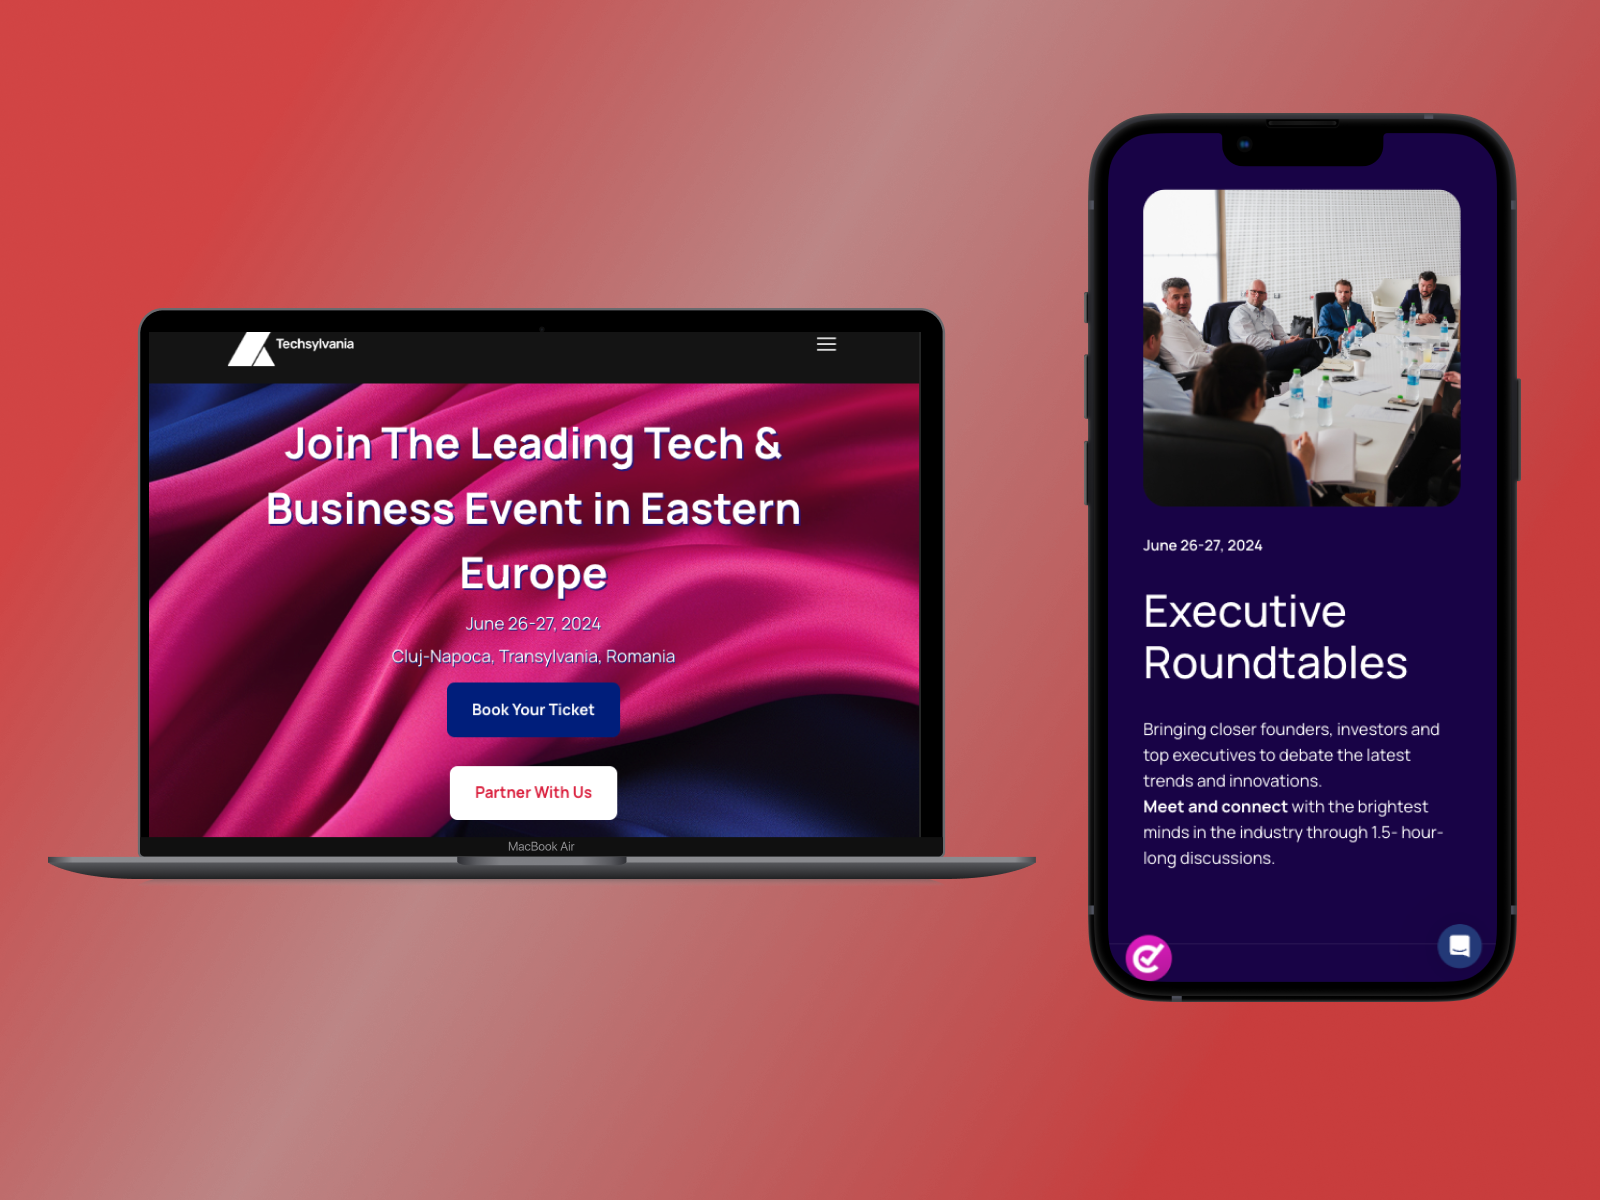 Techsylvania
Join The Leading Tech &
Business Event in Eastern
Europe
June 26-27, 2024
Cluj-Napoca, Transylvania, Romania
Book Your Ticket
Partner With Us
MacBook Air
June 26-27, 2024
Executive
Roundtables
Bringing closer founders, investors and
top executives to debate the latest
trends and innovations.
Meet and connect with the brightest
minds in the industry through 1.5- hour-
long discussions.